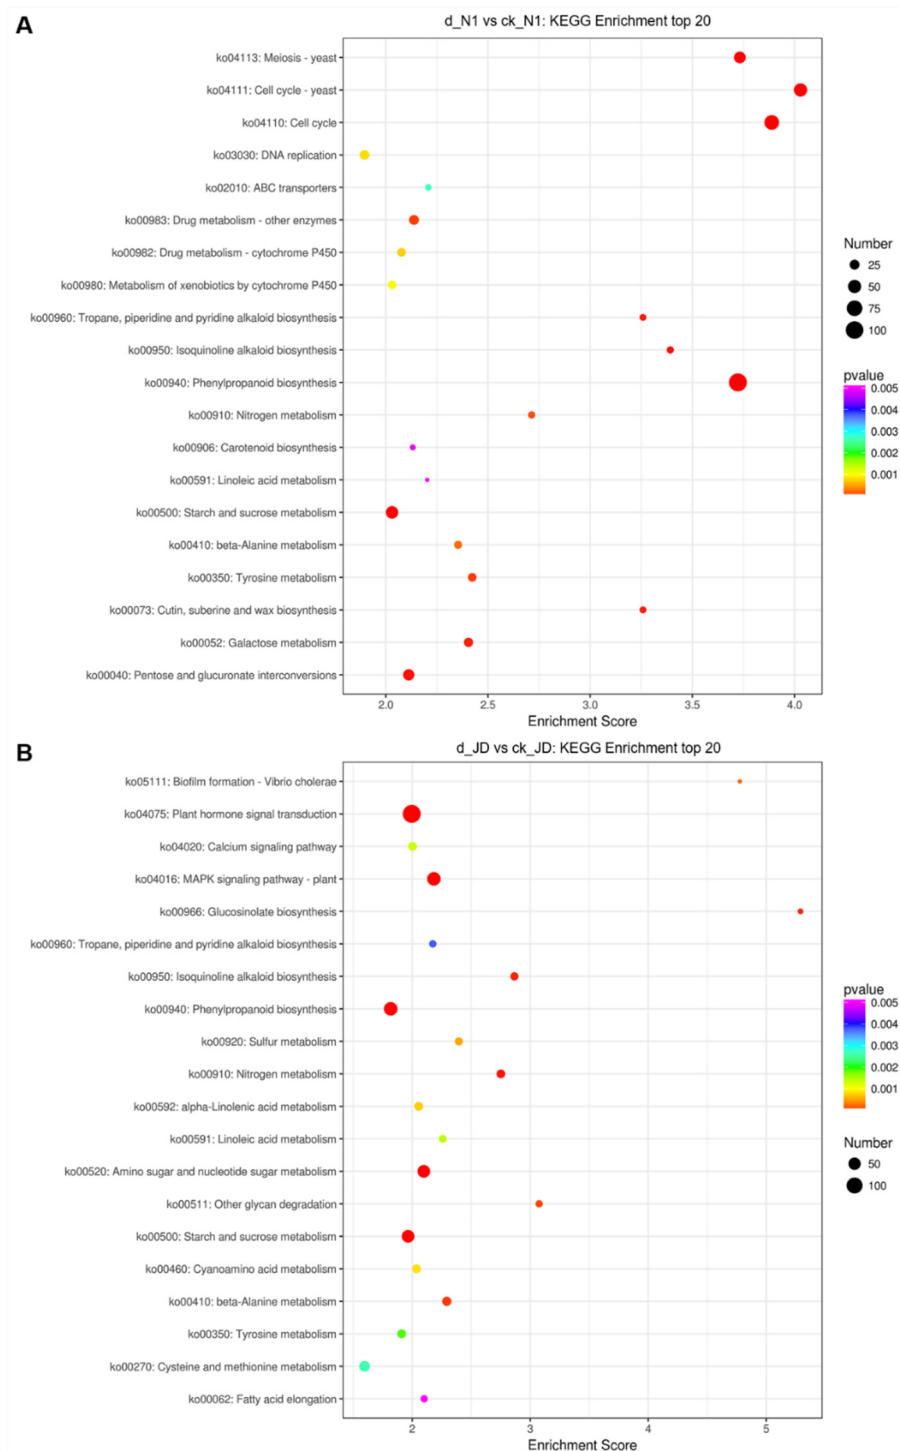 A
d_N1 vs ck_N1: KEGG Enrichment top 20
ko04113: Meiosis - yeast
ko04111: Cell cycle - yeast
ko04110: Cell cycle
ko03030: DNA replication
ko02010: ABC transporters
ko00983: Drug metabolism - other enzymes
ko00982: Drug metabolism - cytochrome P450
ko00980: Metabolism of xenobiotics by cytochrome P450
ko00960: Tropane, piperidine and pyridine alkaloid biosynthesis
ko00950: Isoquinoline alkaloid biosynthesis
ko00940: Phenylpropanoid biosynthesis
ko00910: Nitrogen metabolism
ko00906: Carotenoid biosynthesis
ko00591: Linoleic acid metabolism
ko00500: Starch and sucrose metabolism
ko00410: beta-Alanine metabolism
ko00350: Tyrosine metabolism
ko00073: Cutin, suberine and wax biosynthesis
ko00052: Galactose metabolism
ko00040: Pentose and glucuronate interconversions
2.0 2.5 3.0 3.5 4.0
Enrichment Score
Number
25
50
75
100
pvalue
0.005
0.004
0.003
0.002
0.001
B
d_JD vs ck_JD: KEGG Enrichment top 20
ko05111: Biofilm formation - Vibrio cholerae
ko04075: Plant hormone signal transduction
ko04020: Calcium signaling pathway
ko04016: MAPK signaling pathway - plant
ko00966: Glucosinolate biosynthesis
ko00960: Tropane, piperidine and pyridine alkaloid biosynthesis
ko00950: Isoquinoline alkaloid biosynthesis
ko00940: Phenylpropanoid biosynthesis
ko00920: Sulfur metabolism
ko00910: Nitrogen metabolism
ko00592: alpha-Linolenic acid metabolism
ko00591: Linoleic acid metabolism
ko00520: Amino sugar and nucleotide sugar metabolism
ko00511: Other glycan degradation
ko00500: Starch and sucrose metabolism
ko00460: Cyanoamino acid metabolism
ko00410: beta-Alanine metabolism
ko00350: Tyrosine metabolism
ko00270: Cysteine and methionine metabolism
ko00062: Fatty acid elongation
2 3 4 5
Enrichment Score
pvalue
0.005
0.004
0.003
0.002
0.001
Number
50
100